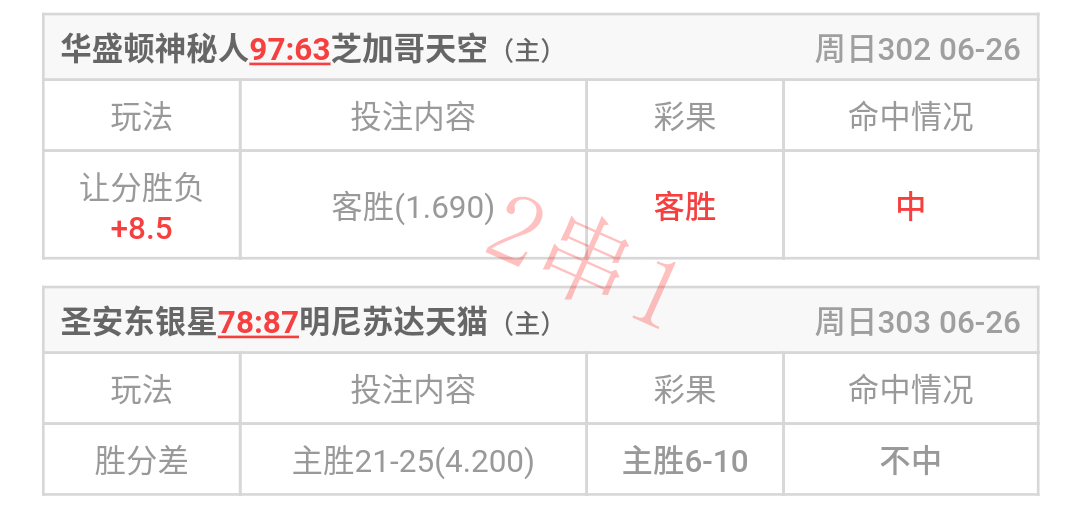 华盛顿神秘人97:63芝加哥天空（主） 周日302 06-26
玩法 投注内容 彩果 命中情况
让分胜负 客胜(1.690) 客胜 中
+8.5
2串1
圣安东银星78:87明尼苏达天猫（主） 周日303 06-26
玩法 投注内容 彩果 命中情况
胜分差 主胜21-25(4.200) 主胜6-10 不中